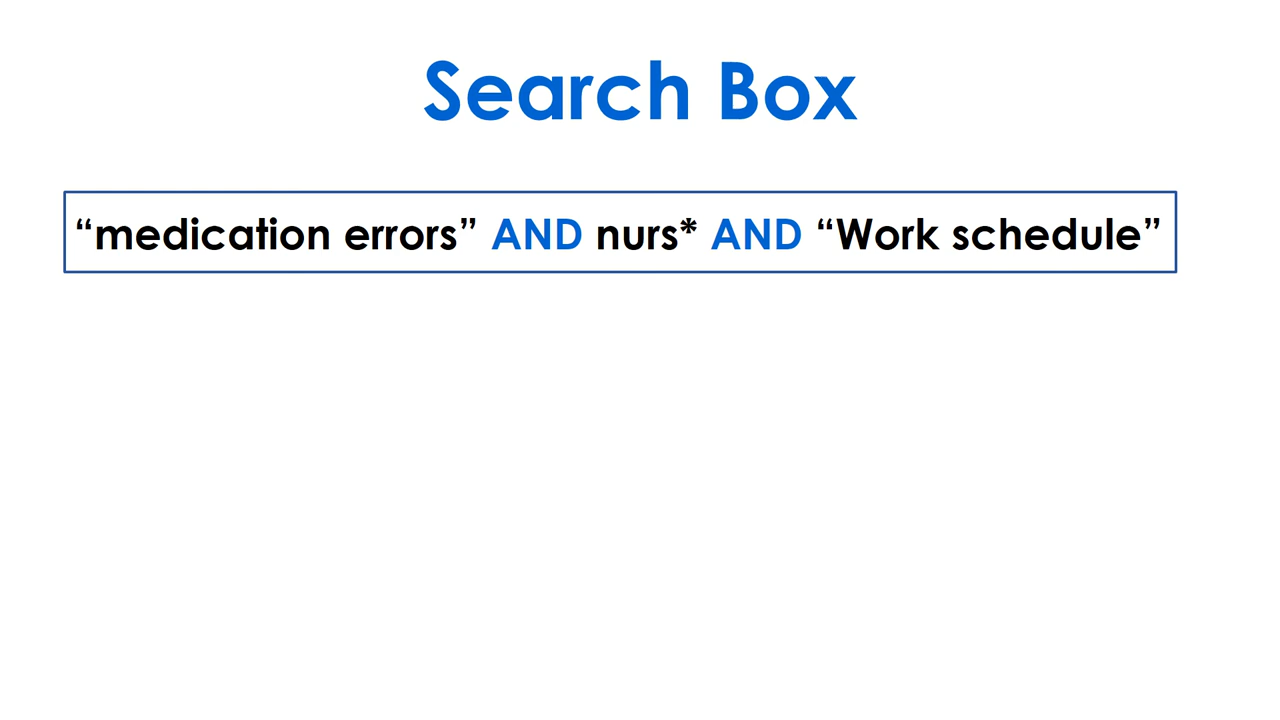 Search Box
“medication errors” AND nurs* AND “Work schedule”